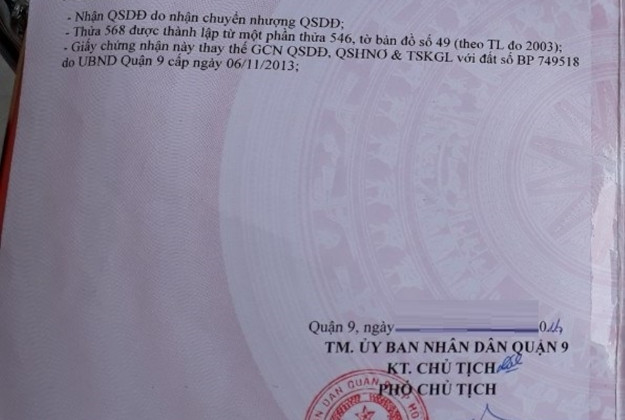 - Nhận QSDĐ do nhận chuyển nhượng QSDĐ;
- Thửa 568 được thành lập từ một phần thửa 546, tờ bản đồ số 49 (theo TL đo 2003);
- Giấy chứng nhận này thay thế GCN QSDĐ, QSHNO & TSKGL với đất số BP 749518
do UBND Quận 9 cấp ngày 06/11/2013;
Quận 9, ngày
TM. ỦY BAN NHÂN DÂN QUẬN 9
KT. CHỦ TỊCH
PHÓ CHỦ TỊCH
DÂN QUẬN